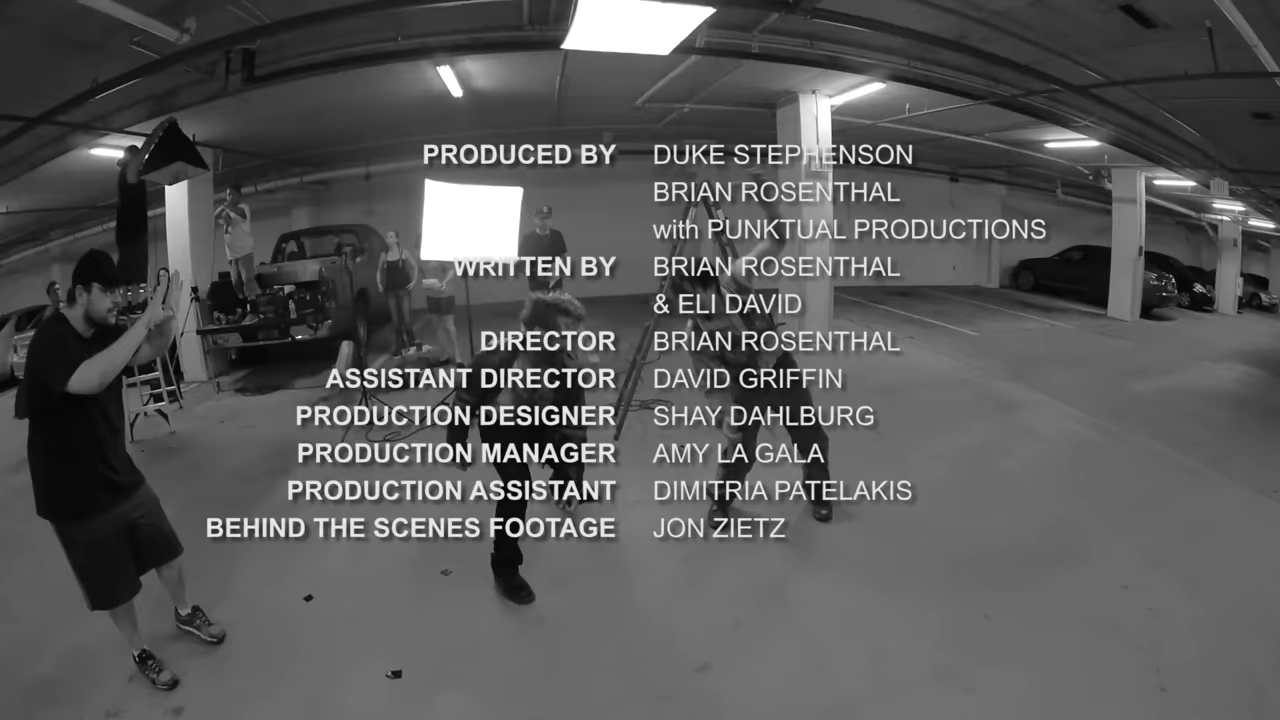 PRODUCED BY DUKE STEPHENSON
BRIAN ROSENTHAL
with PUNKTUAL PRODUCTIONS
WRITTEN BY BRIAN ROSENTHAL
& ELI DAVID
DIRECTOR BRIAN ROSENTHAL
ASSISTANT DIRECTOR DAVID GRIFFIN
PRODUCTION DESIGNER SHAY DAHLBURG
PRODUCTION MANAGER AMY LA GALA
PRODUCTION ASSISTANT DIMITRIA PATELAKIS
BEHIND THE SCENES FOOTAGE JON ZIETZ